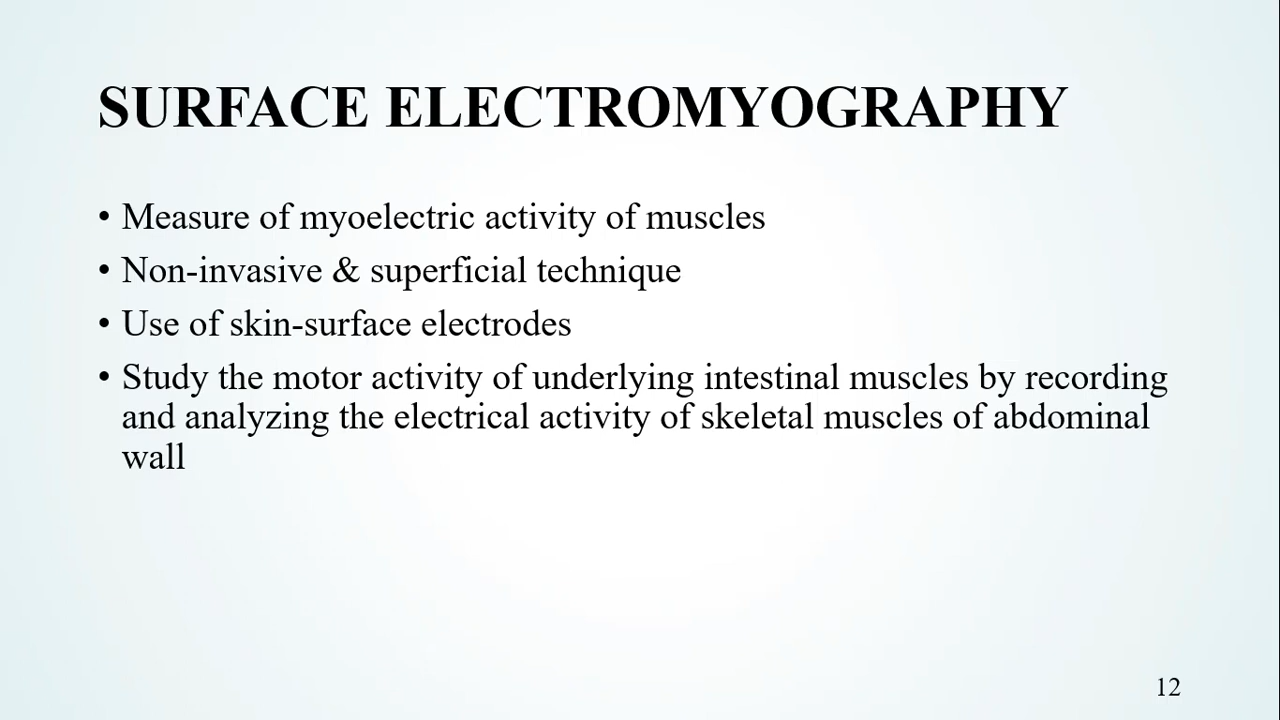 SURFACE ELECTROMYOGRAPHY
• Measure of myoelectric activity of muscles
• Non-invasive & superficial technique
• Use of skin-surface electrodes
• Study the motor activity of underlying intestinal muscles by recording
and analyzing the electrical activity of skeletal muscles of abdominal
wall
12